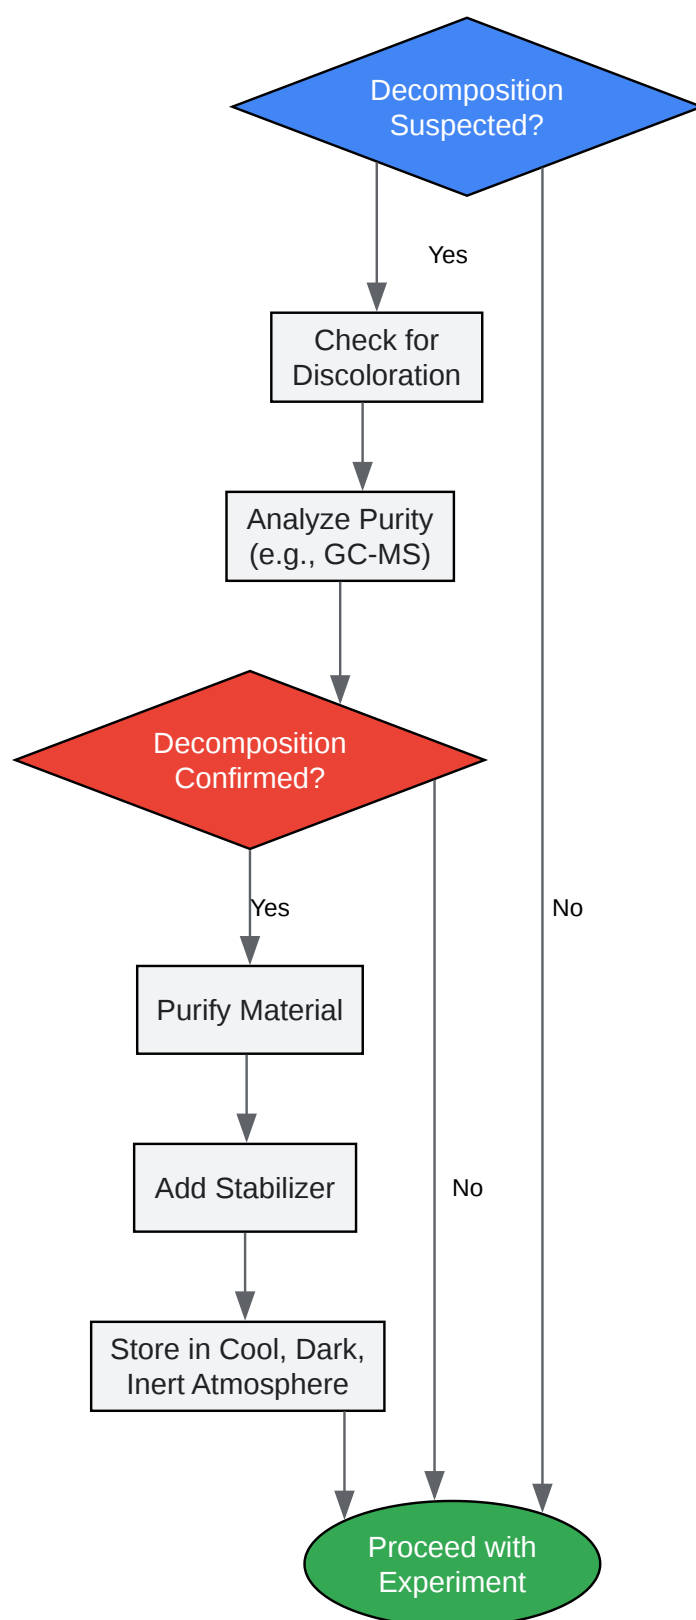 Decomposition
Suspected?
Yes
Check for
Discoloration
Analyze Purity
(e.g., GC-MS)
Decomposition
Confirmed?
Yes
No
Purify Material
Add Stabilizer
No
Store in Cool, Dark,
Inert Atmosphere
Proceed with
Experiment